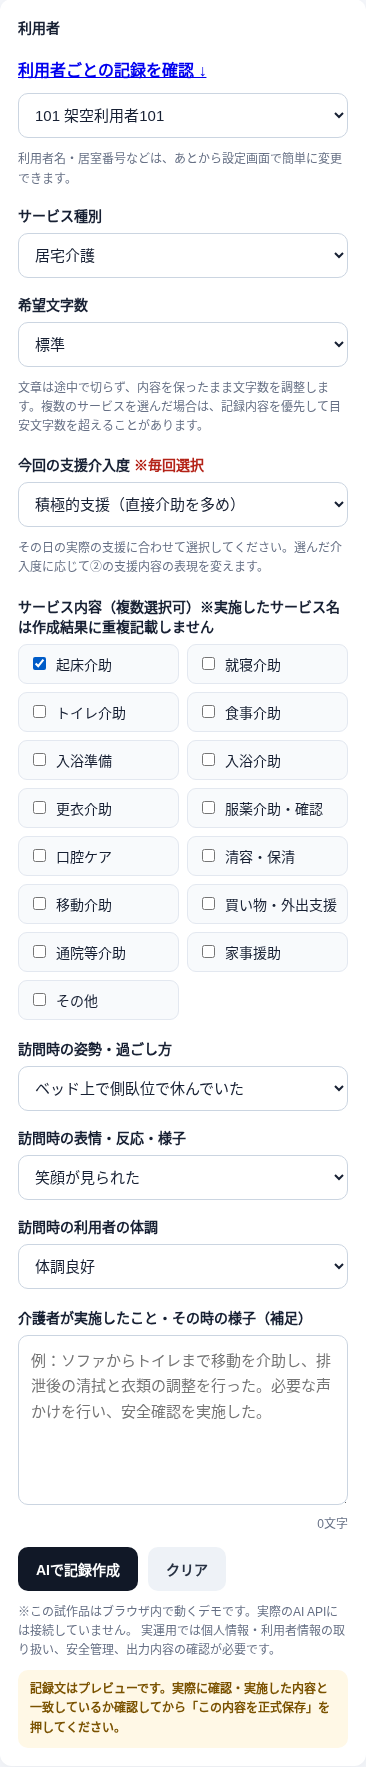 利用者
利用者ごとの記録を確認 ↓
101 架空利用者101
利用者名・居室番号などは、あとから設定画面で簡単に変更
できます。
サービス種別
居宅介護
希望文字数
標準
文章は途中で切らず、内容を保ったまま文字数を調整しま
す。複数のサービスを選んだ場合は、記録内容を優先して目
安文字数を超えることがあります。
今回の支援介入度 ※毎回選択
積極的支援（直接介助を多め）
その日の実際の支援に合わせて選択してください。選んだ介
入度に応じて②の支援内容の表現を変えます。
サービス内容（複数選択可）※実施したサービス名
は作成結果に重複記載しません
起床介助
就寝介助
トイレ介助
食事介助
入浴準備
入浴介助
更衣介助
服薬介助・確認
口腔ケア
清容・保清
移動介助
買い物・外出支援
通院等介助
家事援助
その他
訪問時の姿勢・過ごし方
ベッド上で側臥位で休んでいた
訪問時の表情・反応・様子
笑顔が見られた
訪問時の利用者の体調
体調良好
介護者が実施したこと・その時の様子（補足）
例：ソファからトイレまで移動を介助し、排
泄後の清拭と衣類の調整を行った。必要な声
かけを行い、安全確認を実施した。
0文字
AIで記録作成
クリア
※この試作品はブラウザ内で動くデモです。実際のAI APIに
は接続していません。 実運用では個人情報・利用者情報の取
り扱い、安全管理、出力内容の確認が必要です。
記録文はプレビューです。実際に確認・実施した内容と
一致しているか確認してから「この内容を正式保存」を
押してください。